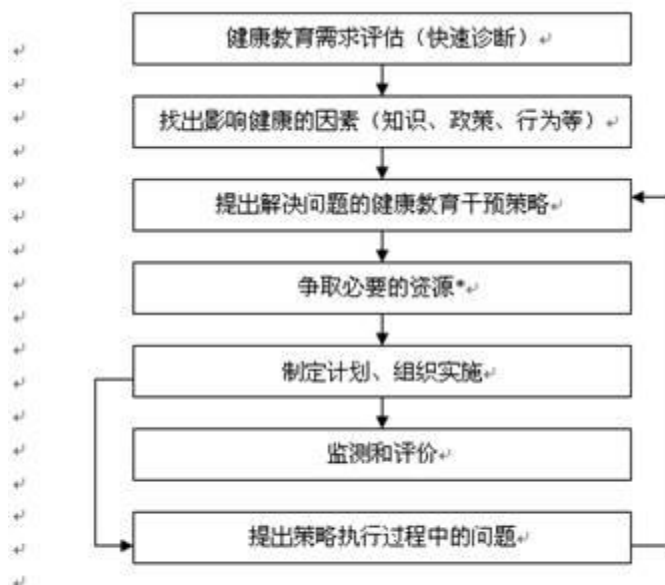 健康教育需求评估（快速诊断）
找出影响健康的因素（知识、政策、行为等）
提出解决问题的健康教育干预策略
争取必要的资源*
制定计划、组织实施
监测和评价
提出策略执行过程中的问题